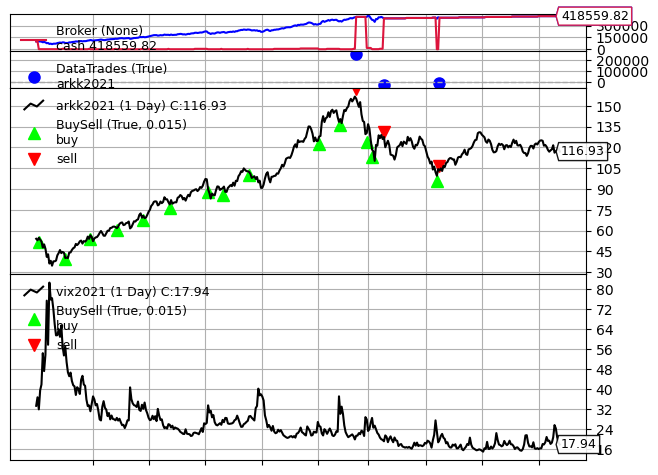 Broker (None)
Cash 418559.82
418559.82
300000
150000
0
DataTrades (True)
arkk2021
200000
100000
0
arkk2021 (1 Day) C:116.93
BuySell (True, 0.015)
buy
sell
150
135
120
116.93
105
90
75
60
45
30
vix2021 (1 Day) C:17.94
BuySell (True, 0.015)
buy
sell
80
72
64
56
48
40
32
24
17.94
16